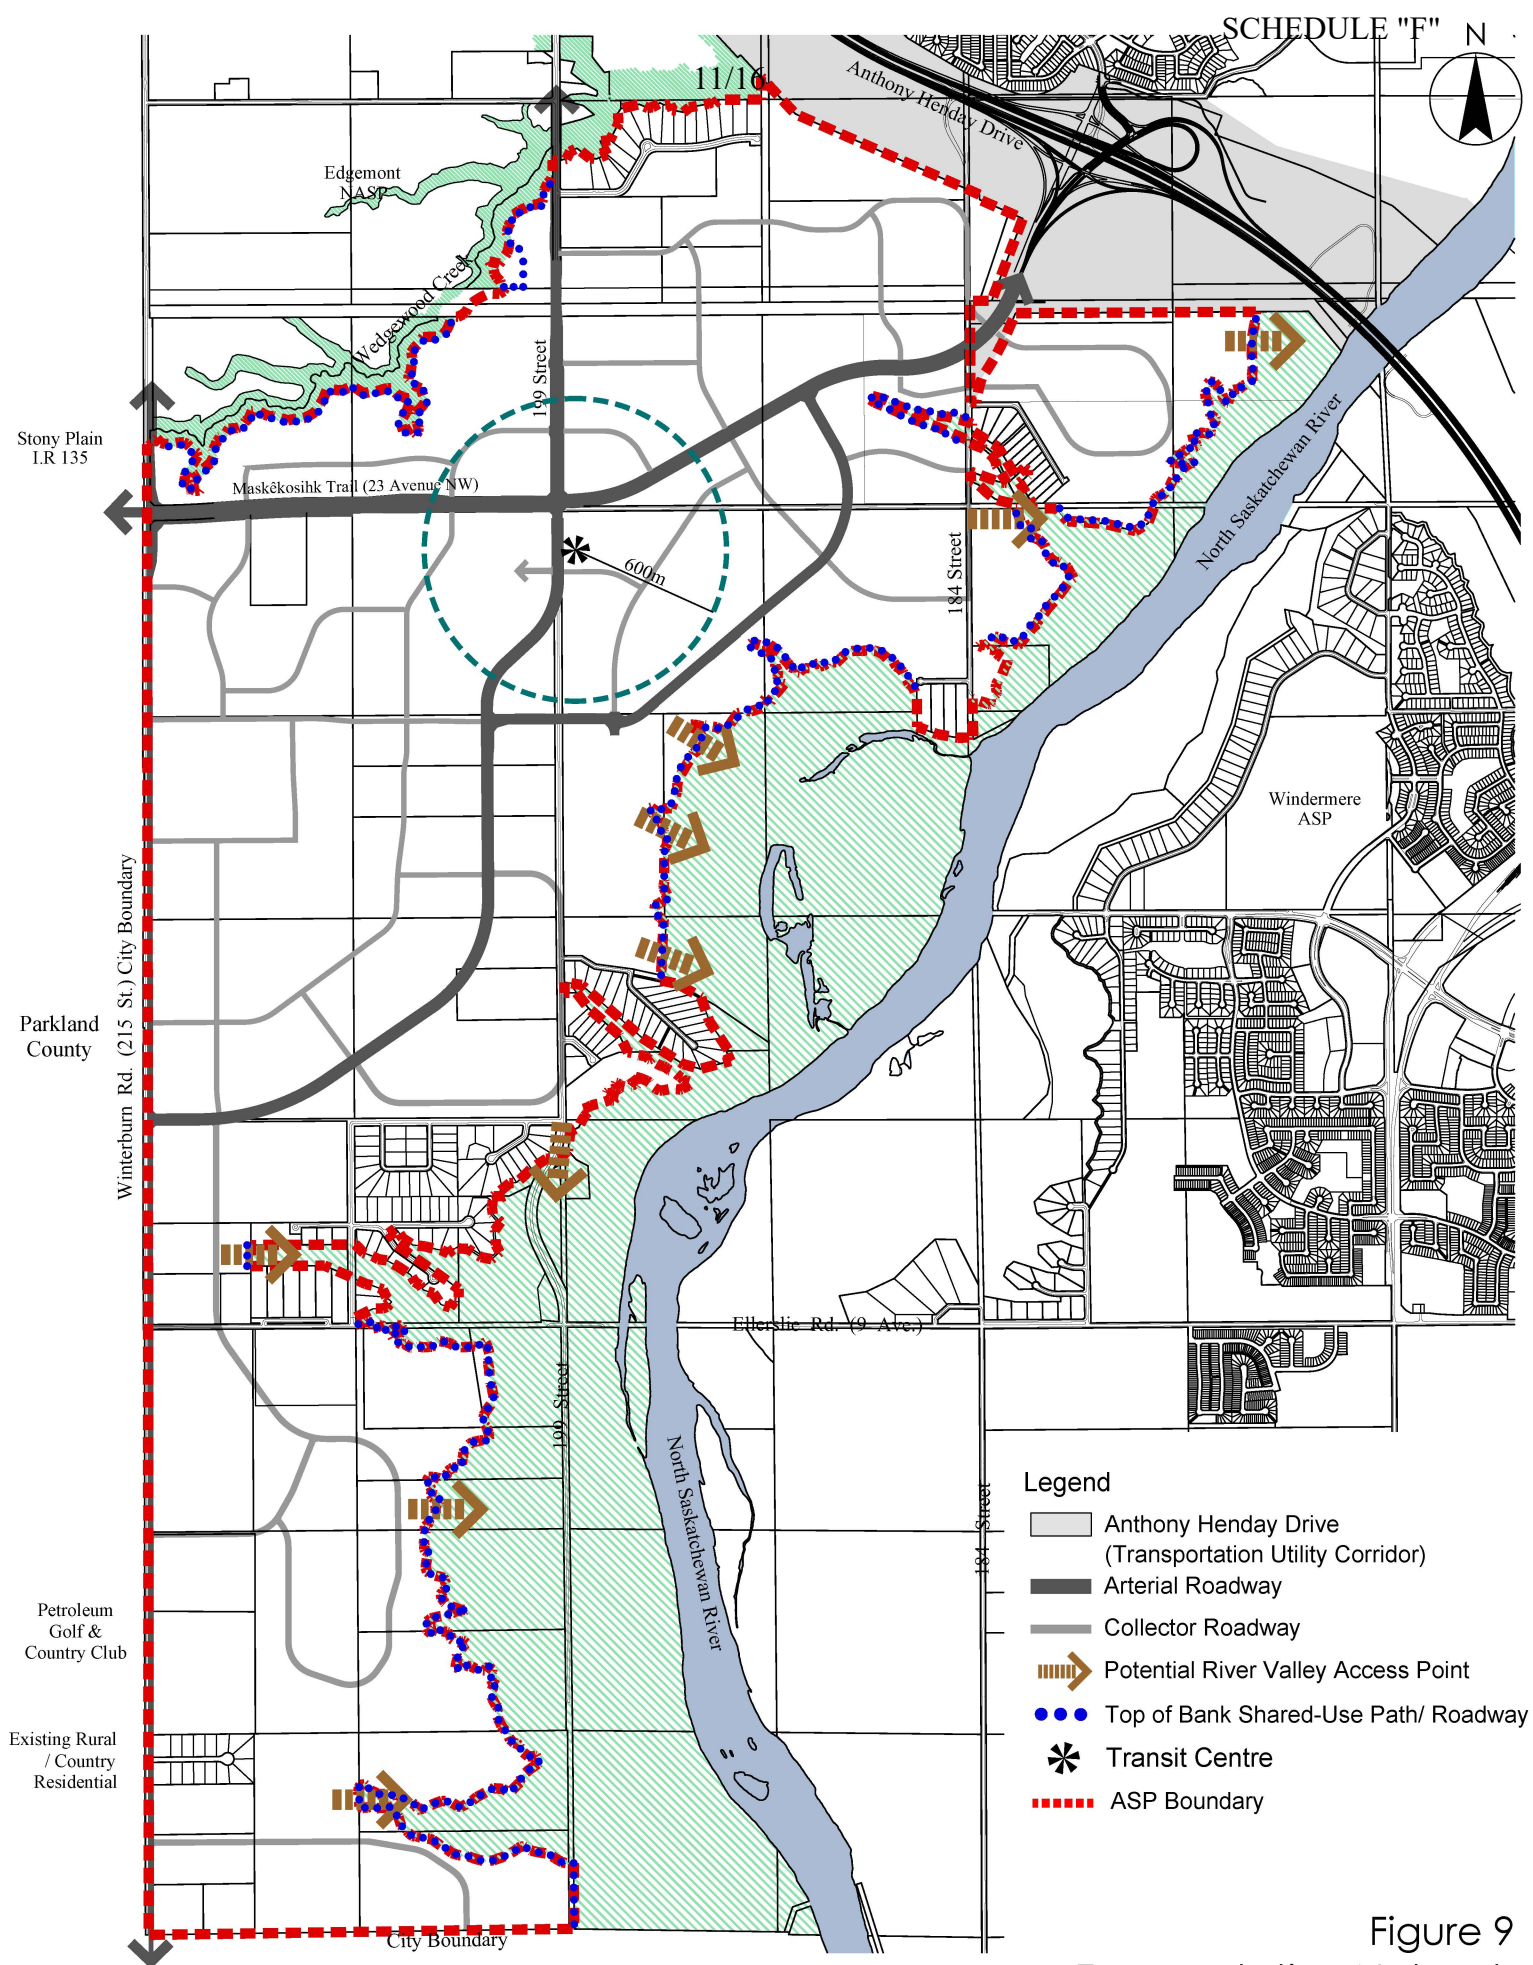 SCHEDULE "F"
N
11/16
Anthony Henday Drive
Edgemont
NASP
Wedgewood Creek
199 Street
Stony Plain
I.R 135
Maskêkosihk Trail (23 Avenue NW)
North Saskatchewan River
600m
184 Street
Windermere
ASP
Winterburn Rd. (215 St.) City Boundary
Parkland
County
Ellerslie Rd. (9 Ave.)
199 Street
North Saskatchewan River
184 Street
Petroleum
Golf &
Country Club
Existing Rural
/ Country
Residential
City Boundary
Legend
Anthony Henday Drive
(Transportation Utility Corridor)
Arterial Roadway
Collector Roadway
Potential River Valley Access Point
Top of Bank Shared-Use Path/ Roadway
Transit Centre
ASP Boundary
Figure 9